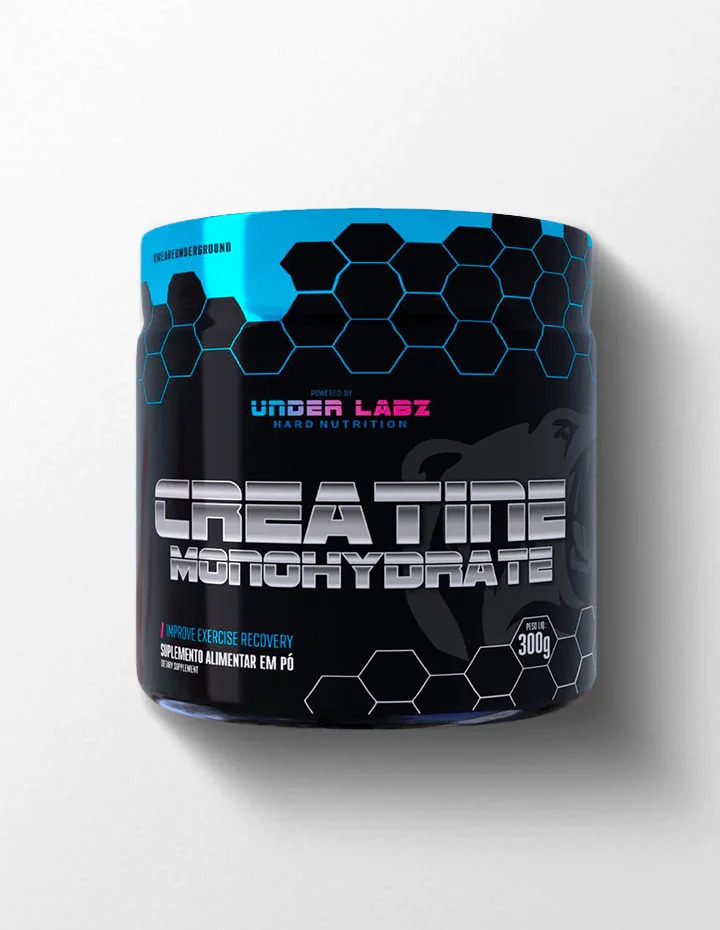 @WEAREUNDERGROUND
POWERED BY
UNDER LABZ
HARD NUTRITION
CREATINE
MONOHYDRATE
/ IMPROVE EXERCISE RECOVERY
SUPLEMENTO ALIMENTAR EM PÓ
DIETARY SUPPLEMENT
PESO LIQ:
300g